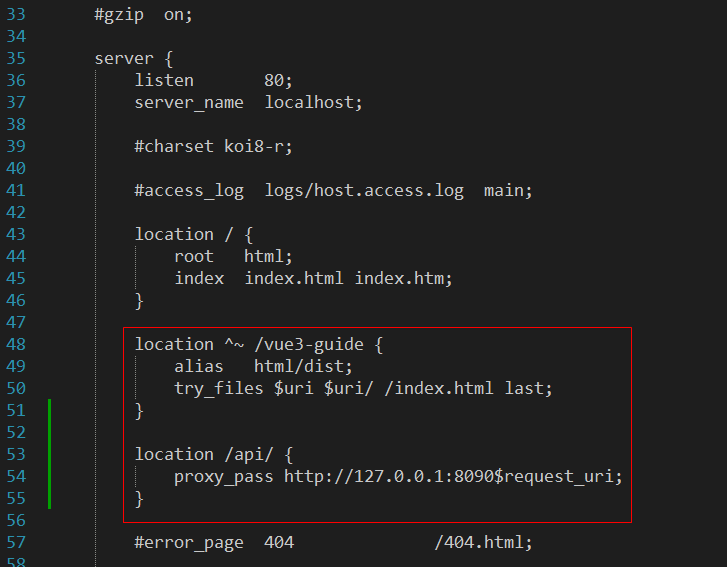 33 #gzip  on;
34
35 server {
36 listen       80;
37 server_name  localhost;
38
39 #charset koi8-r;
40
41 #access_log  logs/host.access.log  main;
42
43 location / {
44 root   html;
45 index  index.html index.htm;
46 }
47
48 location ^~ /vue3-guide {
49 alias   html/dist;
50 try_files $uri $uri/ /index.html last;
51 }
52
53 location /api/ {
54 proxy_pass http://127.0.0.1:8090$request_uri;
55 }
56
57 #error_page  404              /404.html;
58